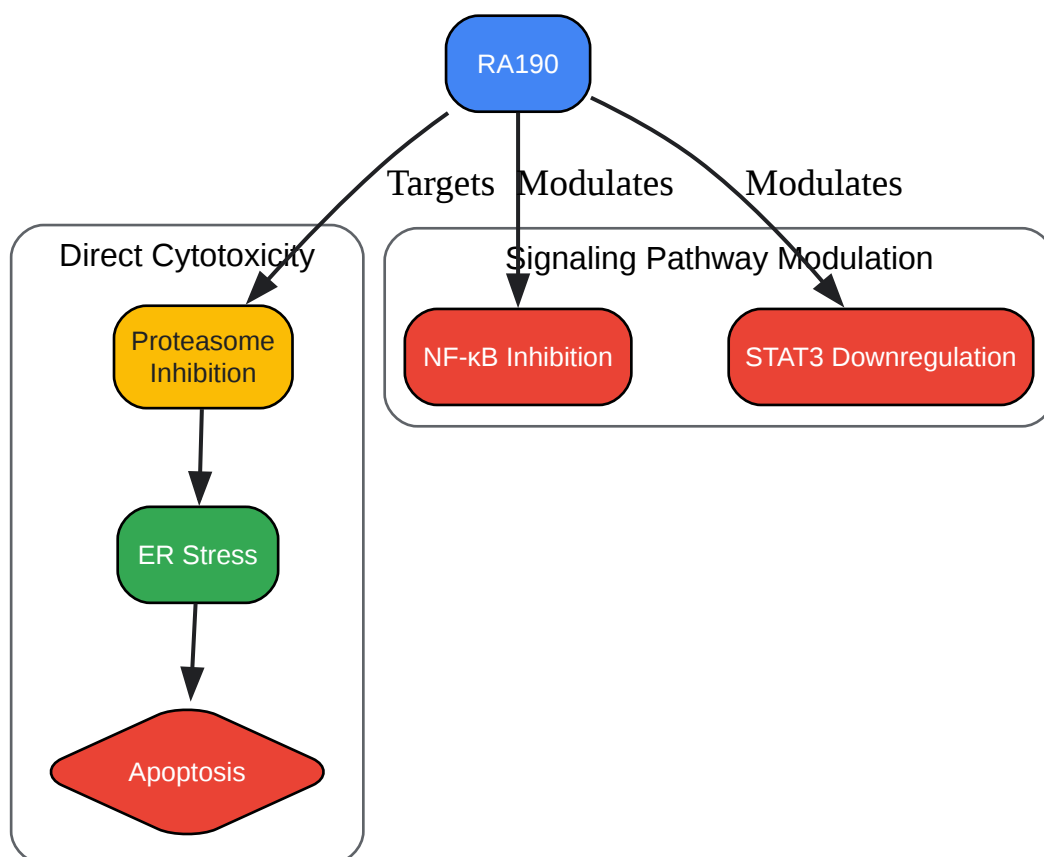 RA190
Targets
Modulates
Modulates
Direct Cytotoxicity
Signaling Pathway Modulation
Proteasome
Inhibition
NF-κB Inhibition
STAT3 Downregulation
ER Stress
Apoptosis